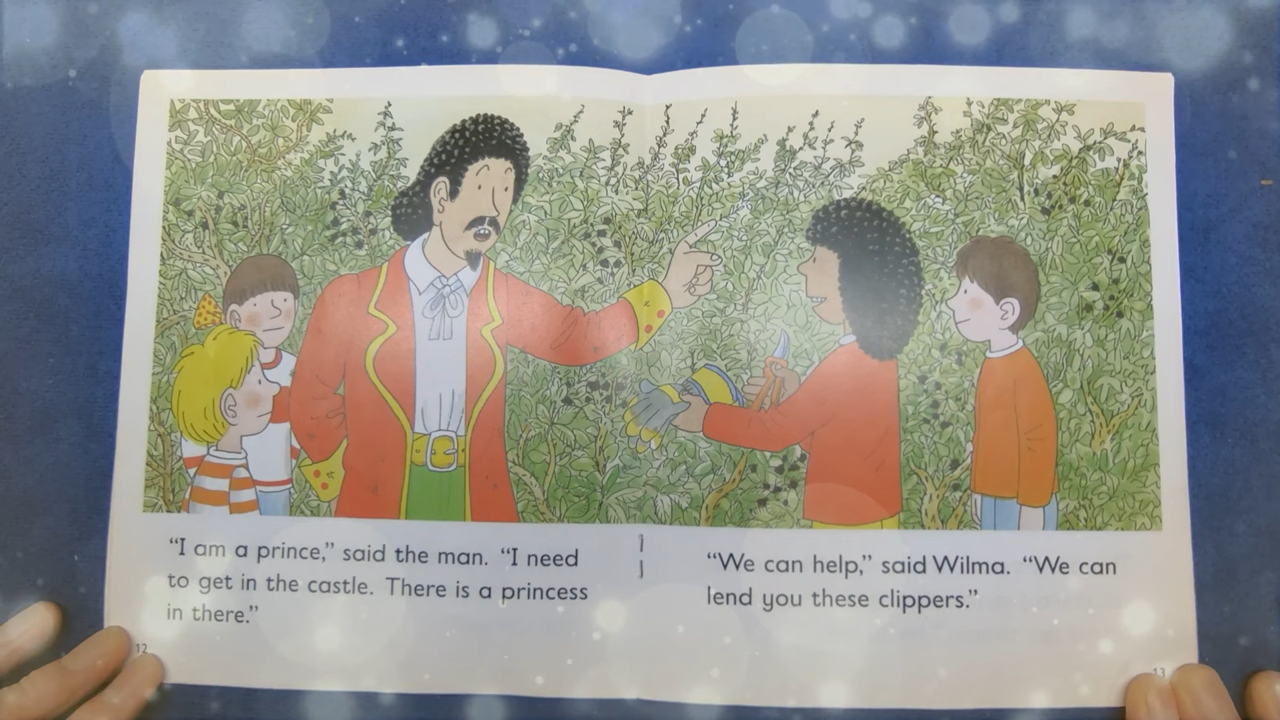 “I am a prince,” said the man. “I need
to get in the castle. There is a princess
in there.”
12
“We can help,” said Wilma. “We can
lend you these clippers.”
13